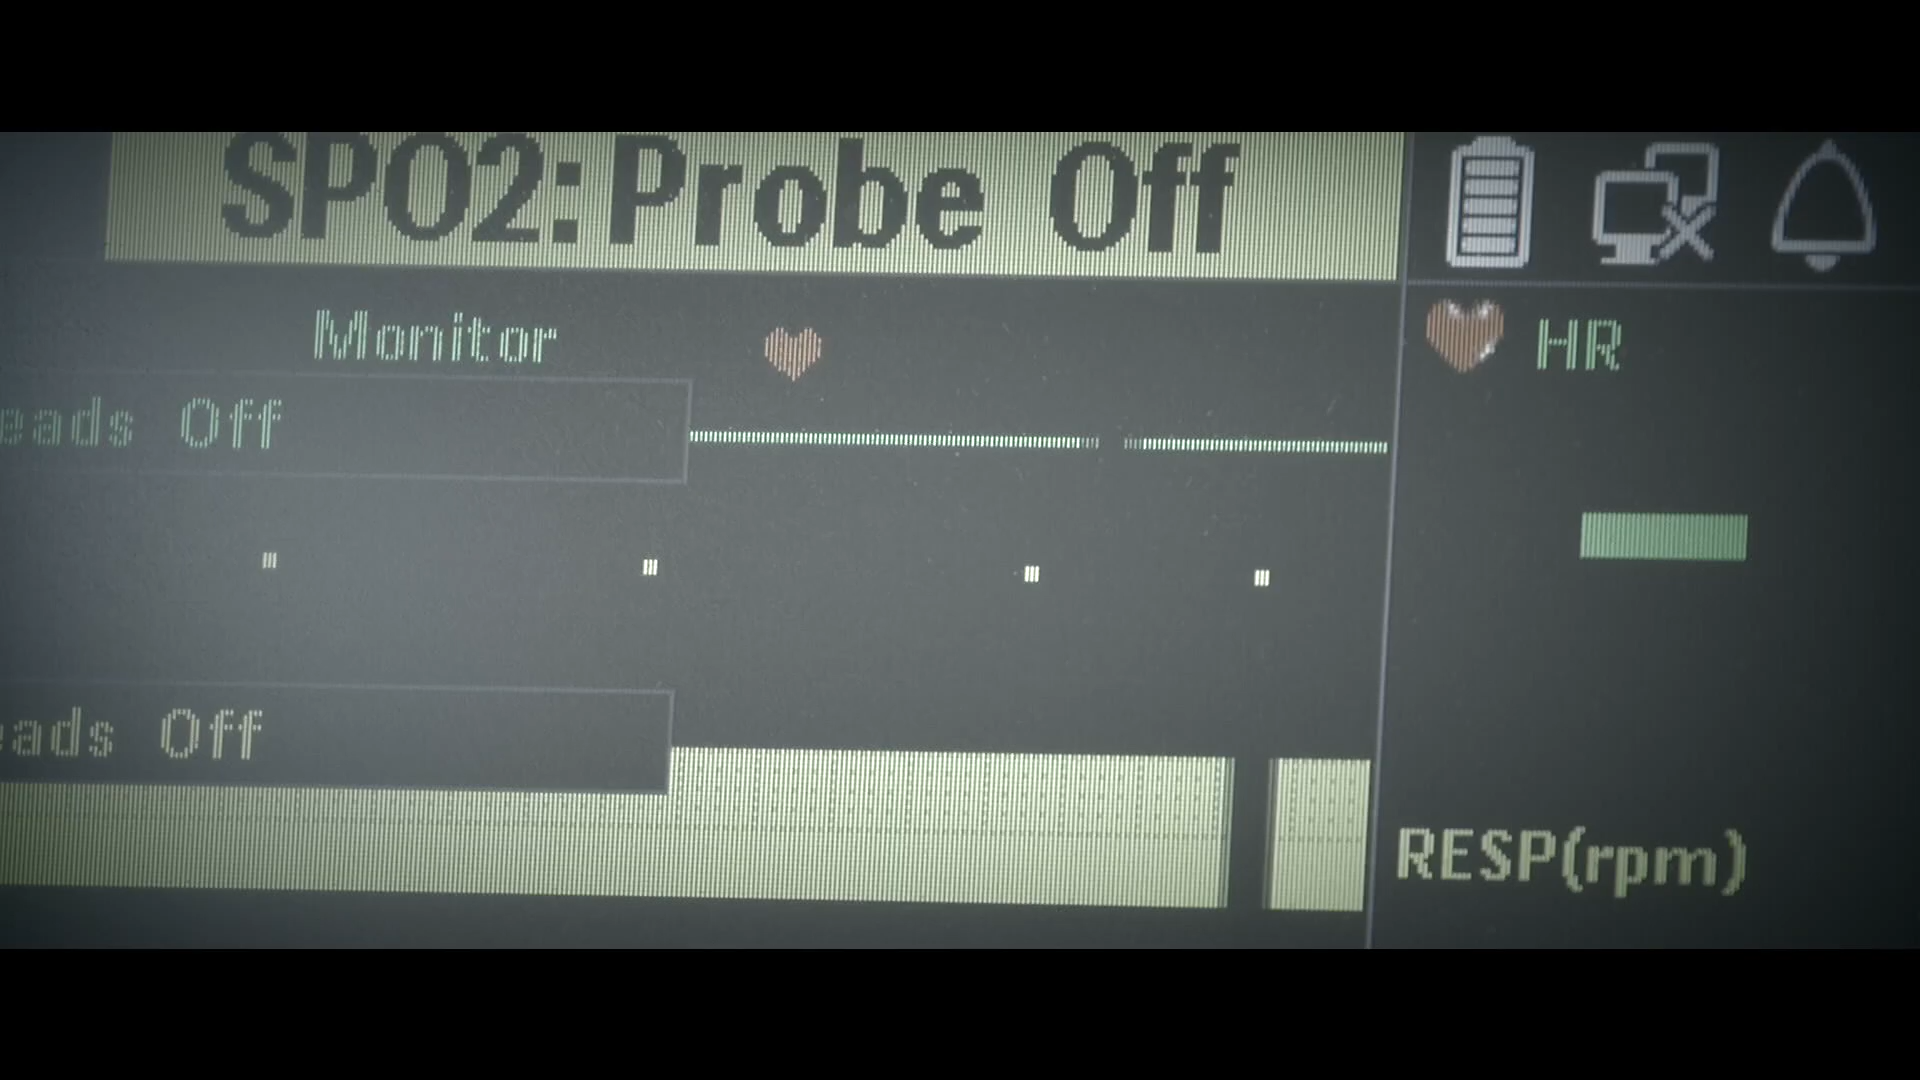 SPO2: Probe Off
Monitor
HR
eads Off
eads Off
RESP(rpm)